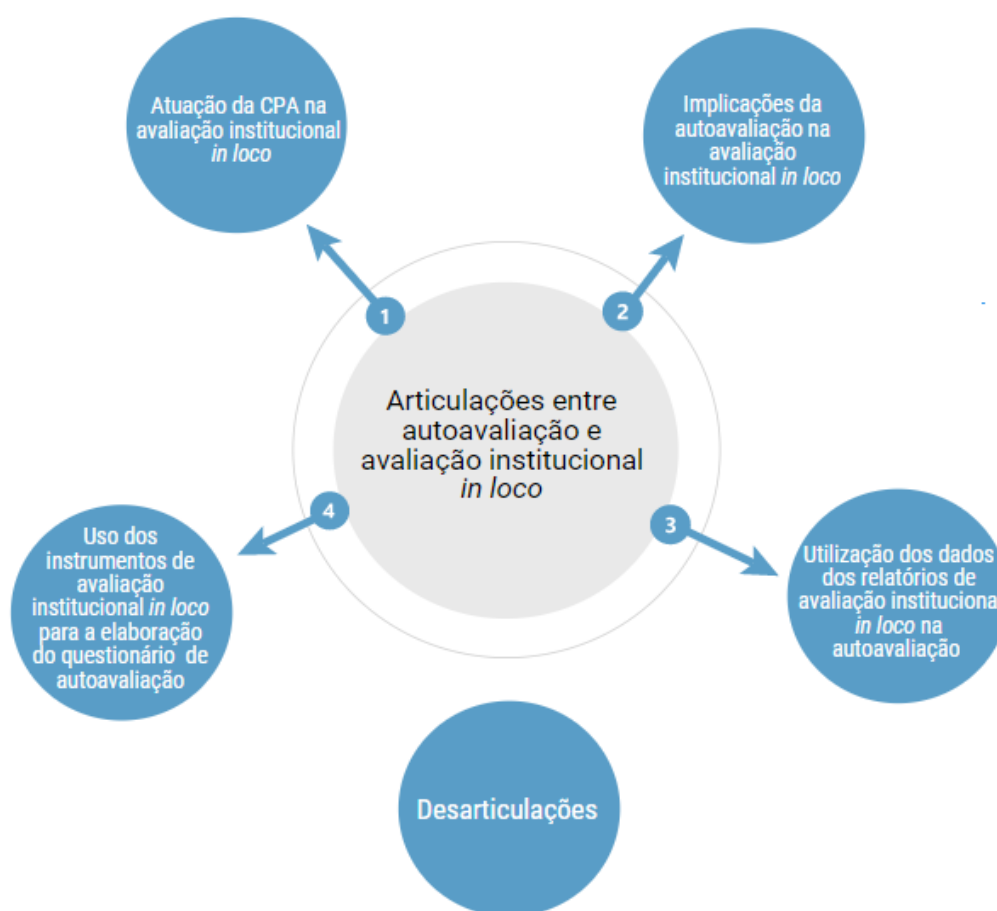 Atuação da CPA na
avaliação institucional
in loco
Implicações da
autoavaliação na
avaliação
institucional in loco
1
2
Articulações entre
autoavaliação e
avaliação institucional
in loco
4
3
Uso dos
instrumentos de
avaliação
institucional in loco
para a elaboração
do questionário de
autoavaliação
Utilização dos dados
dos relatórios de
avaliação instituciona
in loco na
autoavaliação
Desarticulações